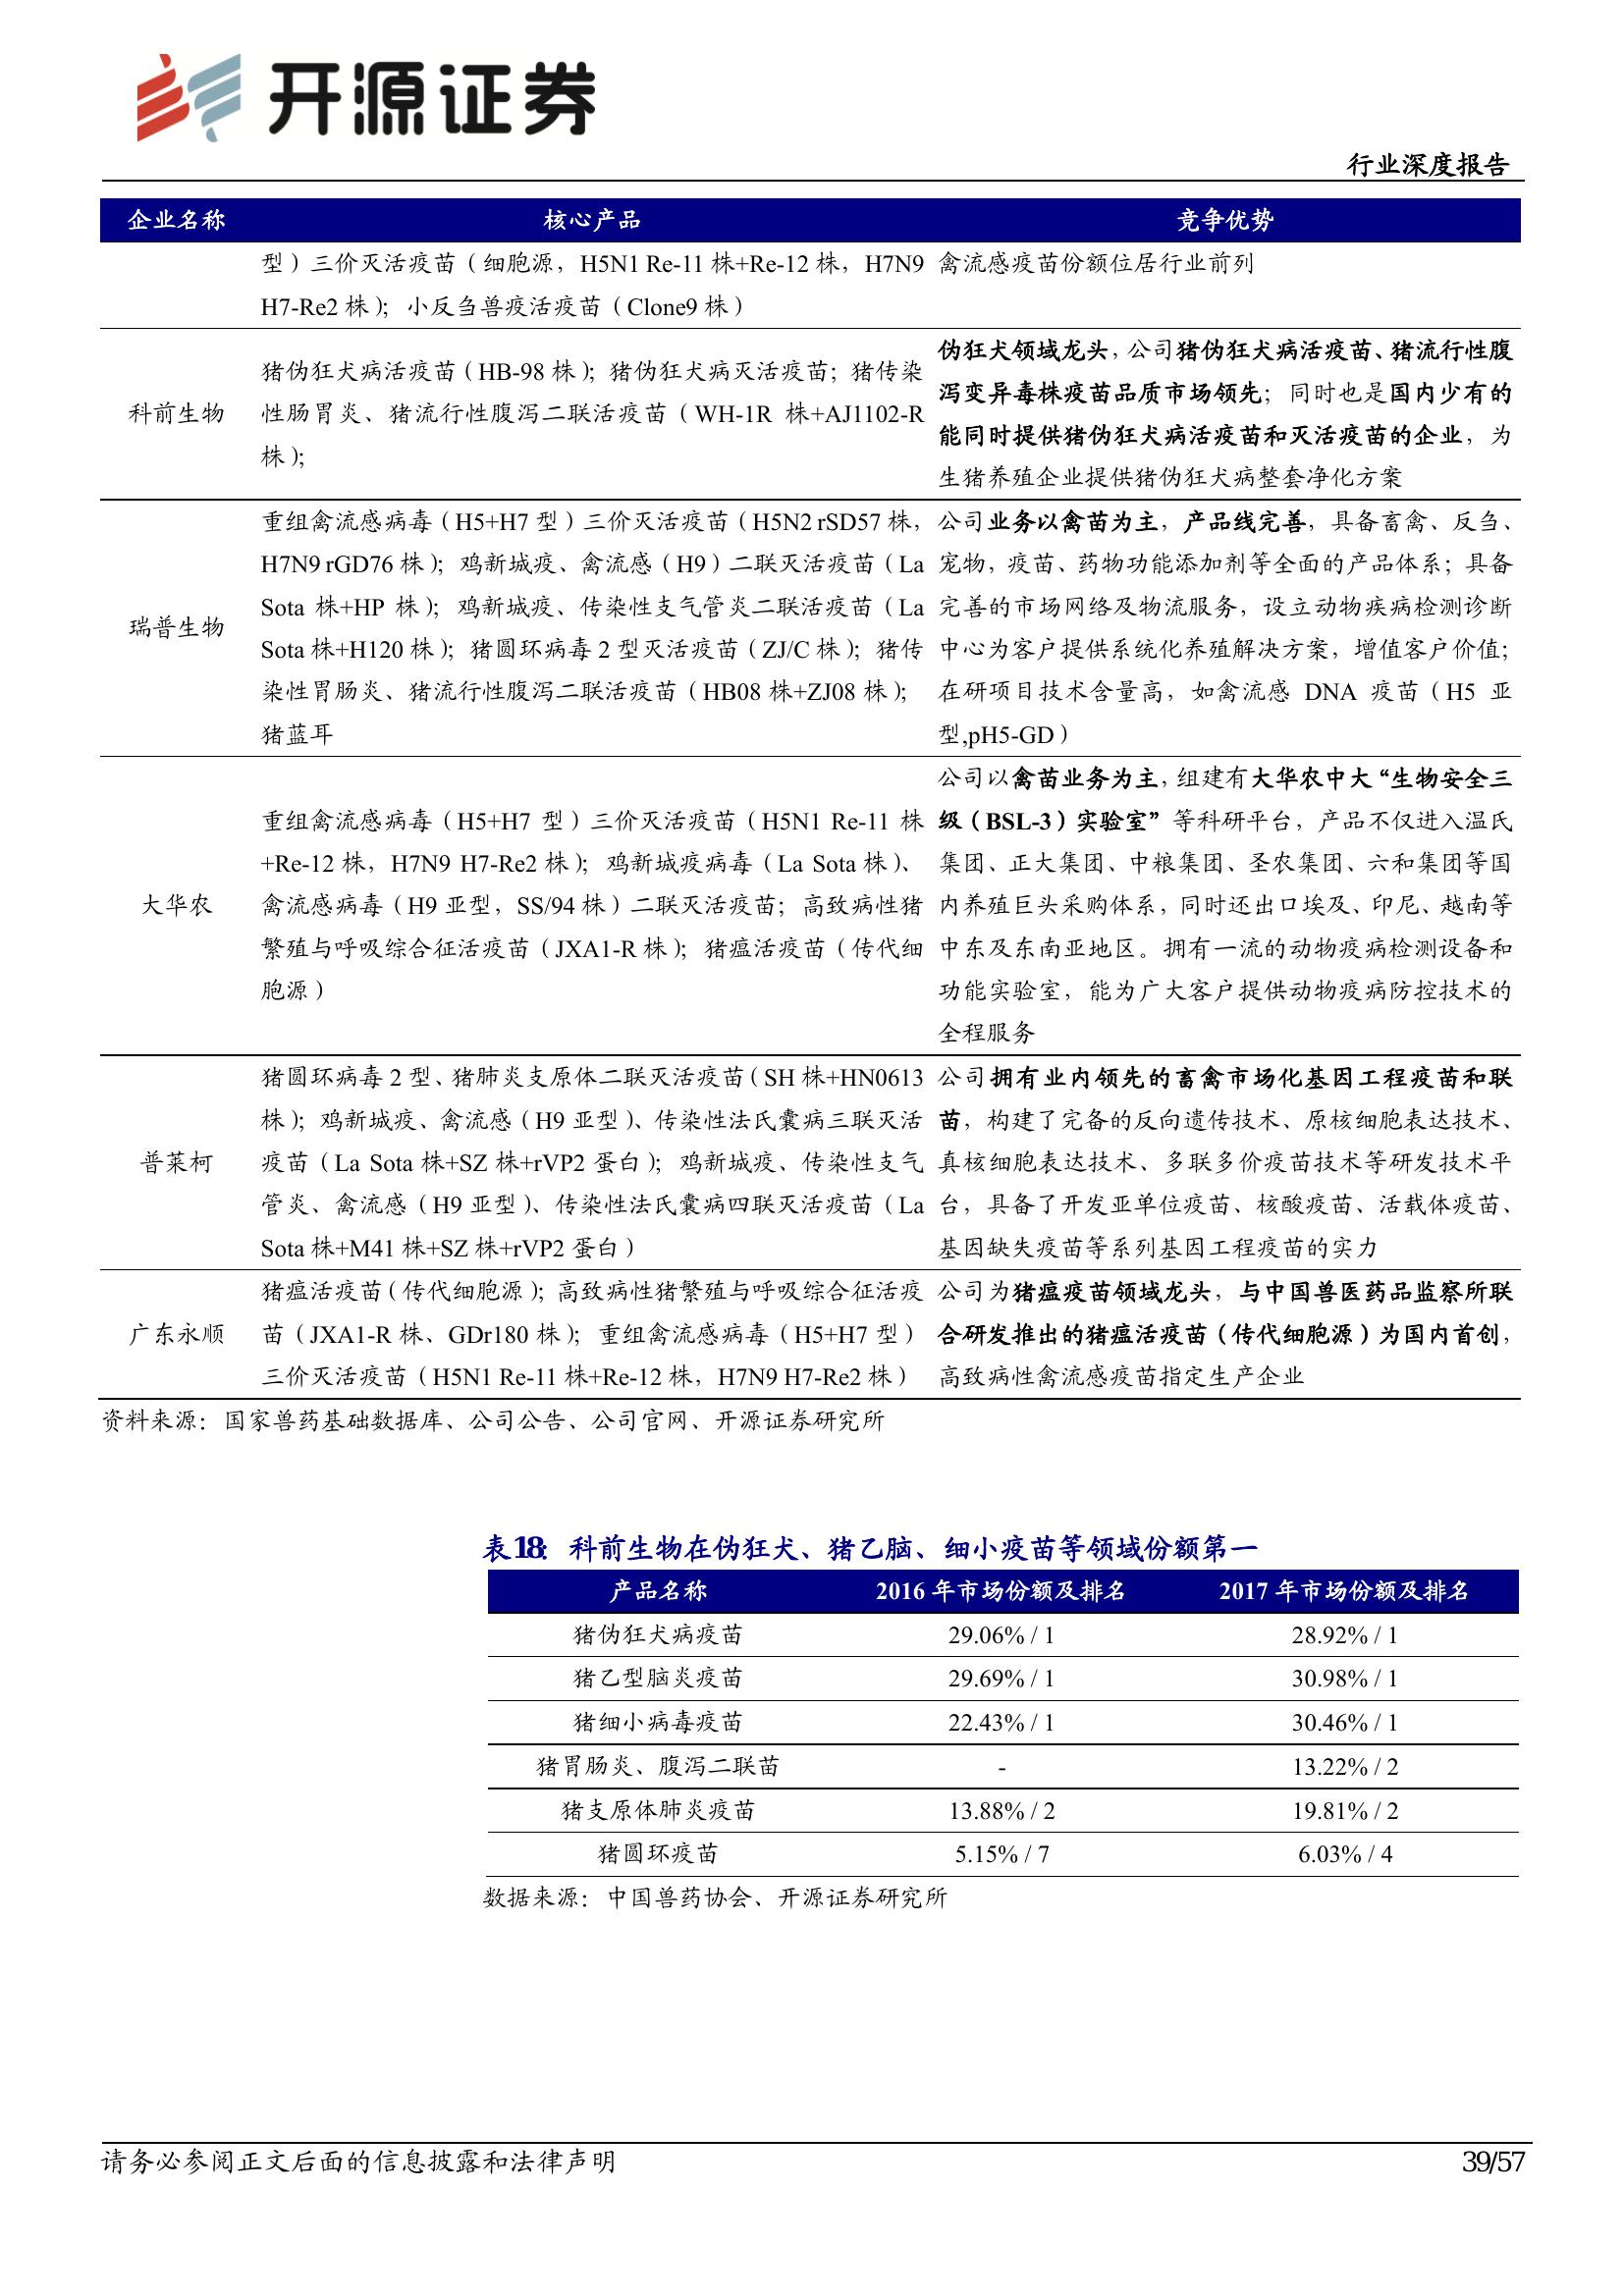 开源证券
行业深度报告
企业名称 核心产品 竞争优势
型）三价灭活疫苗（细胞源，H5N1 Re-11 株+Re-12 株，H7N9
H7-Re2 株）；小反刍兽疫活疫苗（Clone9 株）
禽流感疫苗份额位居行业前列
科前生物
猪伪狂犬病活疫苗（HB-98 株）；猪伪狂犬病灭活疫苗；猪传染
性肠胃炎、猪流行性腹泻二联活疫苗（WH-1R 株+AJ1102-R
株）；
伪狂犬领域龙头，公司猪伪狂犬病活疫苗、猪流行性腹
泻变异毒株疫苗品质市场领先；同时也是国内少有的
能同时提供猪伪狂犬病活疫苗和灭活疫苗的企业，为
生猪养殖企业提供猪伪狂犬病整套净化方案
瑞普生物
重组禽流感病毒（H5+H7 型）三价灭活疫苗（H5N2 rSD57 株，
H7N9 rGD76 株）；鸡新城疫、禽流感（H9）二联灭活疫苗（La
Sota 株+HP 株）；鸡新城疫、传染性支气管炎二联活疫苗（La
Sota 株+H120 株）；猪圆环病毒 2 型灭活疫苗（ZJ/C 株）；猪传
染性胃肠炎、猪流行性腹泻二联活疫苗（HB08 株+ZJ08 株）；
猪蓝耳
公司业务以禽苗为主，产品线完善，具备畜禽、反刍、
宠物，疫苗、药物功能添加剂等全面的产品体系；具备
完善的市场网络及物流服务，设立动物疾病检测诊断
中心为客户提供系统化养殖解决方案，增值客户价值；
在研项目技术含量高，如禽流感 DNA 疫苗（H5 亚
型,pH5-GD）
大华农
重组禽流感病毒（H5+H7 型）三价灭活疫苗（H5N1 Re-11 株
+Re-12 株，H7N9 H7-Re2 株）；鸡新城疫病毒（La Sota 株）、
禽流感病毒（H9 亚型，SS/94 株）二联灭活疫苗；高致病性猪
繁殖与呼吸综合征活疫苗（JXA1-R 株）；猪瘟活疫苗（传代细
胞源）
公司以禽苗业务为主，组建有大华农中大“生物安全三
级（BSL-3）实验室”等科研平台，产品不仅进入温氏
集团、正大集团、中粮集团、圣农集团、六和集团等国
内养殖巨头采购体系，同时还出口埃及、印尼、越南等
中东及东南亚地区。拥有一流的动物疫病检测设备和
功能实验室，能为广大客户提供动物疫病防控技术的
全程服务
普莱柯
猪圆环病毒 2 型、猪肺炎支原体二联灭活疫苗（SH 株+HN0613
株）；鸡新城疫、禽流感（H9 亚型）、传染性法氏囊病三联灭活
疫苗（La Sota 株+SZ 株+rVP2 蛋白）；鸡新城疫、传染性支气
管炎、禽流感（H9 亚型）、传染性法氏囊病四联灭活疫苗（La
Sota 株+M41 株+SZ 株+rVP2 蛋白）
公司拥有业内领先的畜禽市场化基因工程疫苗和联
苗，构建了完备的反向遗传技术、原核细胞表达技术、
真核细胞表达技术、多联多价疫苗技术等研发技术平
台，具备了开发亚单位疫苗、核酸疫苗、活载体疫苗、
基因缺失疫苗等系列基因工程疫苗的实力
广东永顺
猪瘟活疫苗（传代细胞源）；高致病性猪繁殖与呼吸综合征活疫
苗（JXA1-R 株、GDr180 株）；重组禽流感病毒（H5+H7 型）
三价灭活疫苗（H5N1 Re-11 株+Re-12 株，H7N9 H7-Re2 株）
公司为猪瘟疫苗领域龙头，与中国兽医药品监察所联
合研发推出的猪瘟活疫苗（传代细胞源）为国内首创，
高致病性禽流感疫苗指定生产企业
资料来源：国家兽药基础数据库、公司公告、公司官网、开源证券研究所
表18：科前生物在伪狂犬、猪乙脑、细小疫苗等领域份额第一
产品名称 2016 年市场份额及排名 2017 年市场份额及排名
猪伪狂犬病疫苗 29.06% / 1 28.92% / 1
猪乙型脑炎疫苗 29.69% / 1 30.98% / 1
猪细小病毒疫苗 22.43% / 1 30.46% / 1
猪胃肠炎、腹泻二联苗 - 13.22% / 2
猪支原体肺炎疫苗 13.88% / 2 19.81% / 2
猪圆环疫苗 5.15% / 7 6.03% / 4
数据来源：中国兽药协会、开源证券研究所
请务必参阅正文后面的信息披露和法律声明 39/57